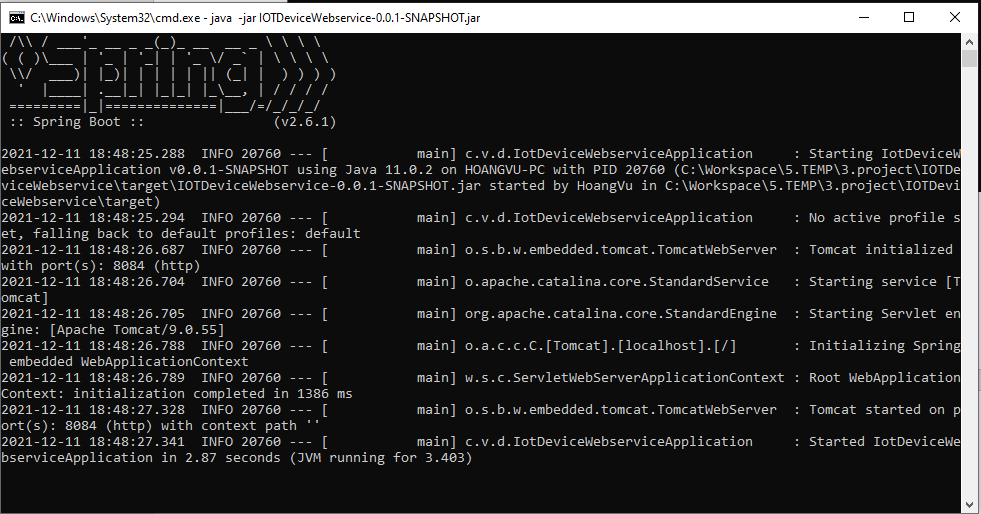 C:\Windows\System32\cmd.exe - java  -jar IOTDeviceWebservice-0.0.1-SNAPSHOT.jar
 /\\ / ___'_ __ _ _(_)_ __  __ _ \ \ \ \
( ( )\___ | '_ | '_| | '_ \/ _` | \ \ \ \
 \\/  ___)| |_)| | | | | || (_| |  ) ) ) )
  '  |____| .__|_| |_|_| |_\__, | / / / /
 =========|_|==============|___/=/_/_/_/
 :: Spring Boot ::                (v2.6.1)
2021-12-11 18:48:25.288  INFO 20760 --- [           main] c.v.d.IotDeviceWebserviceApplication     : Starting IotDeviceW
ebserviceApplication v0.0.1-SNAPSHOT using Java 11.0.2 on HOANGVU-PC with PID 20760 (C:\Workspace\5.TEMP\3.project\IOTDe
viceWebservice\target\IOTDeviceWebservice-0.0.1-SNAPSHOT.jar started by HoangVu in C:\Workspace\5.TEMP\3.project\IOTDevi
ceWebservice\target)
2021-12-11 18:48:25.294  INFO 20760 --- [           main] c.v.d.IotDeviceWebserviceApplication     : No active profile s
et, falling back to default profiles: default
2021-12-11 18:48:26.687  INFO 20760 --- [           main] o.s.b.w.embedded.tomcat.TomcatWebServer  : Tomcat initialized 
with port(s): 8084 (http)
2021-12-11 18:48:26.704  INFO 20760 --- [           main] o.apache.catalina.core.StandardService   : Starting service [T
omcat]
2021-12-11 18:48:26.705  INFO 20760 --- [           main] org.apache.catalina.core.StandardEngine  : Starting Servlet en
gine: [Apache Tomcat/9.0.55]
2021-12-11 18:48:26.788  INFO 20760 --- [           main] o.a.c.c.C.[Tomcat].[localhost].[/]       : Initializing Spring
 embedded WebApplicationContext
2021-12-11 18:48:26.789  INFO 20760 --- [           main] w.s.c.ServletWebServerApplicationContext : Root WebApplication
Context: initialization completed in 1386 ms
2021-12-11 18:48:27.328  INFO 20760 --- [           main] o.s.b.w.embedded.tomcat.TomcatWebServer  : Tomcat started on p
ort(s): 8084 (http) with context path ''
2021-12-11 18:48:27.341  INFO 20760 --- [           main] c.v.d.IotDeviceWebserviceApplication     : Started IotDeviceWe
bserviceApplication in 2.87 seconds (JVM running for 3.403)